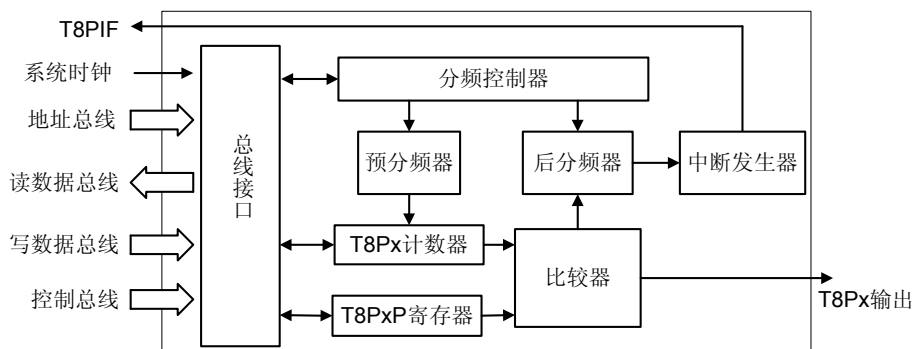 T8PIF
系统时钟
分频控制器
地址总线
总线接口
预分频器
后分频器
中断发生器
读数据总线
写数据总线
T8Px计数器
比较器
控制总线
T8PxP寄存器
T8Px输出